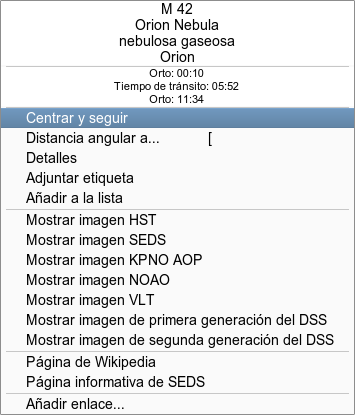 M 42
Orion Nebula
nebulosa gaseosa
Orion
Orto: 00:10
Tiempo de tránsito: 05:52
Orto: 11:34
Centrar y seguir
Distancia angular a... [
Detalles
Adjuntar etiqueta
Añadir a la lista
Mostrar imagen HST
Mostrar imagen SEDS
Mostrar imagen KPNO AOP
Mostrar imagen NOAO
Mostrar imagen VLT
Mostrar imagen de primera generación del DSS
Mostrar imagen de segunda generación del DSS
Página de Wikipedia
Página informativa de SEDS
Añadir enlace...